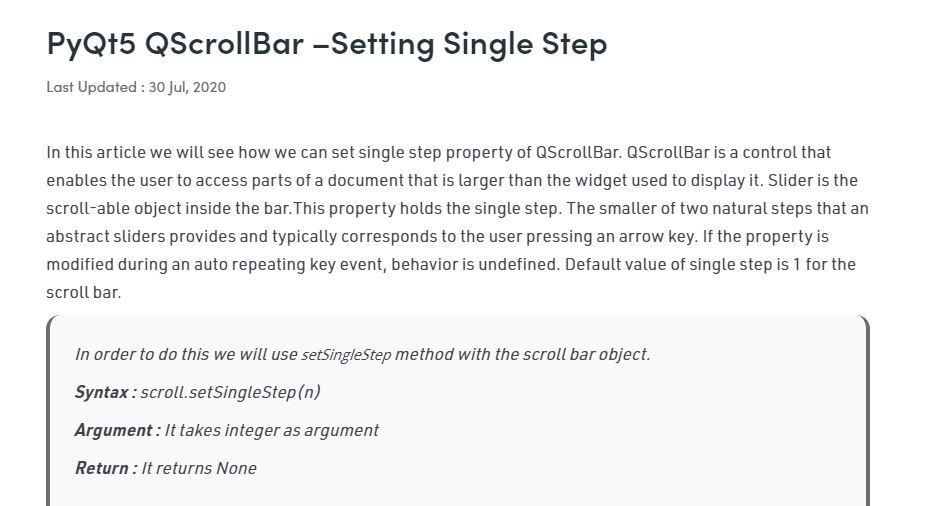 PyQt5 QScrollBar –Setting Single Step
Last Updated : 30 Jul, 2020
In this article we will see how we can set single step property of QScrollBar. QScrollBar is a control that
enables the user to access parts of a document that is larger than the widget used to display it. Slider is the
scroll-able object inside the bar.This property holds the single step. The smaller of two natural steps that an
abstract sliders provides and typically corresponds to the user pressing an arrow key. If the property is
modified during an auto repeating key event, behavior is undefined. Default value of single step is 1 for the
scroll bar.
In order to do this we will use setSingleStep method with the scroll bar object.
Syntax : scroll.setSingleStep(n)
Argument : It takes integer as argument
Return : It returns None